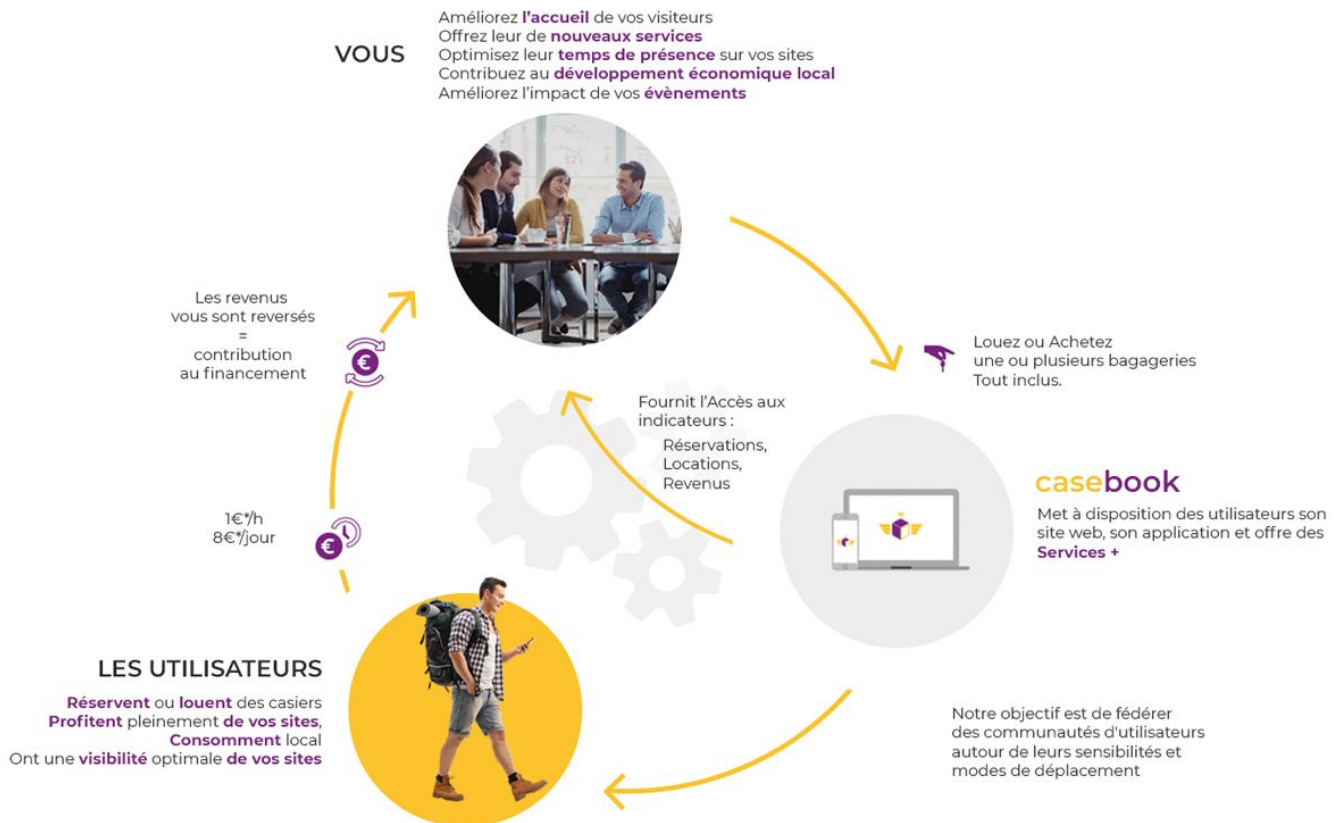 VOUS
Améliorez l'accueil de vos visiteurs
Offrez leur de nouveaux services
Optimisez leur temps de présence sur vos sites
Contribuez au développement économique local
Améliorez l'impact de vos évènements
Les revenus
vous sont reversés
=
contribution
au financement
€
Louez ou Achetez
une ou plusieurs bagageries
Tout inclus.
Fournit l'Accès aux
indicateurs :
Réservations,
Locations,
Revenus
casebook
Met à disposition des utilisateurs son
site web, son application et offre des
Services +
1€*/h
8€*/jour
€
LES UTILISATEURS
Réservent ou louent des casiers
Profitent pleinement de vos sites,
Consomment local
Ont une visibilité optimale de vos sites
Notre objectif est de fédérer
des communautés d'utilisateurs
autour de leurs sensibilités et
modes de déplacement